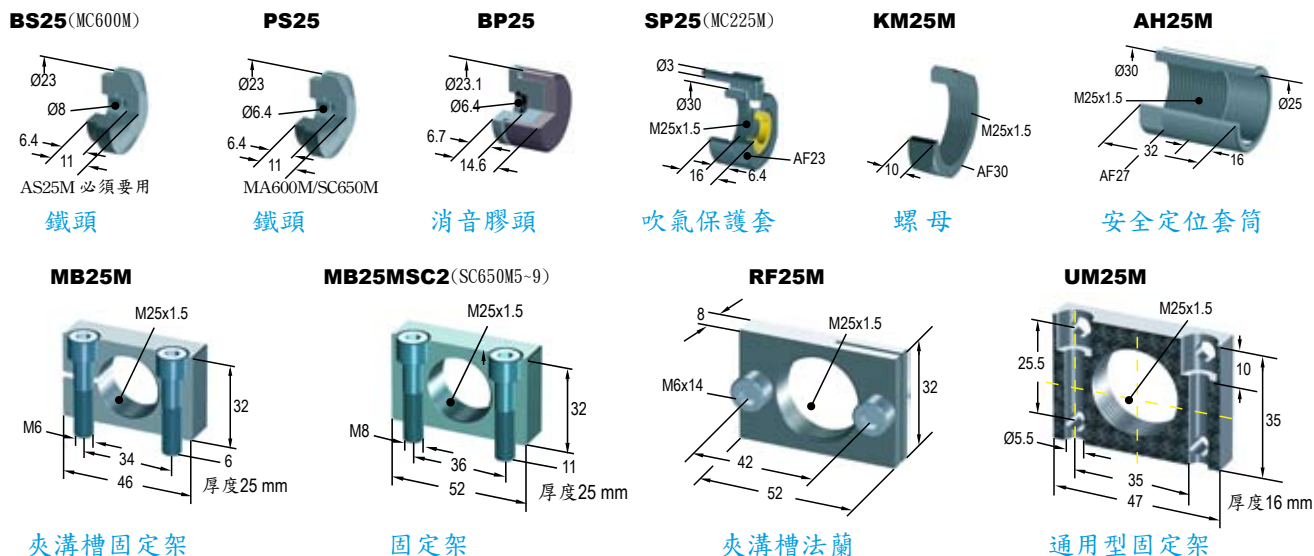 BS25(MC600M)
Ø23
Ø8
6.4
11
AS25M 必須要用
鐵頭
PS25
Ø23
Ø6.4
6.4
11
MA600M/SC650M
鐵頭
BP25
Ø23.1
Ø6.4
6.7
14.6
消音膠頭
SP25(MC225M)
Ø3
Ø30
M25x1.5
AF23
16
6.4
吹氣保護套
KM25M
M25x1.5
10
AF30
螺母
AH25M
Ø30
Ø25
M25x1.5
32
16
AF27
安全定位套筒
MB25M
M25x1.5
32
M6
34
6
46
厚度25 mm
夾溝槽固定架
MB25MSC2(SC650M5~9)
M25x1.5
32
M8
36
11
52
厚度25 mm
固定架
RF25M
8
M25x1.5
M6x14
32
42
52
夾溝槽法蘭
UM25M
M25x1.5
25.5
10
35
Ø5.5
35
47
厚度16 mm
通用型固定架